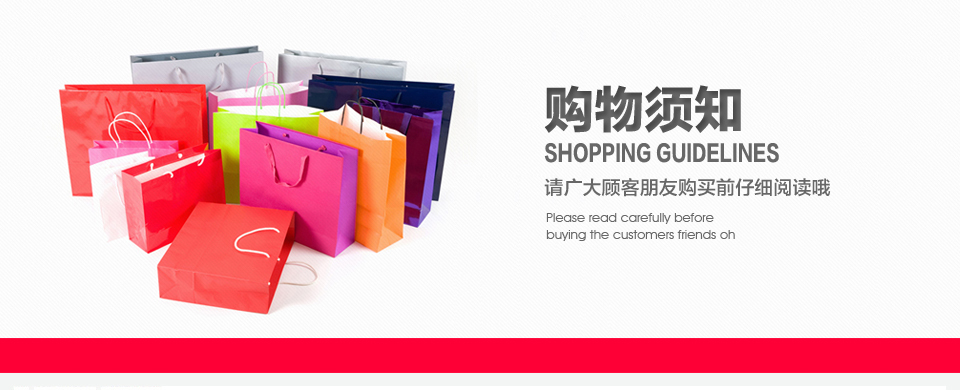 购物须知
SHOPPING GUIDELINES
请广大顾客朋友购买前仔细阅读哦
Please read carefully before
buying the customers friends oh